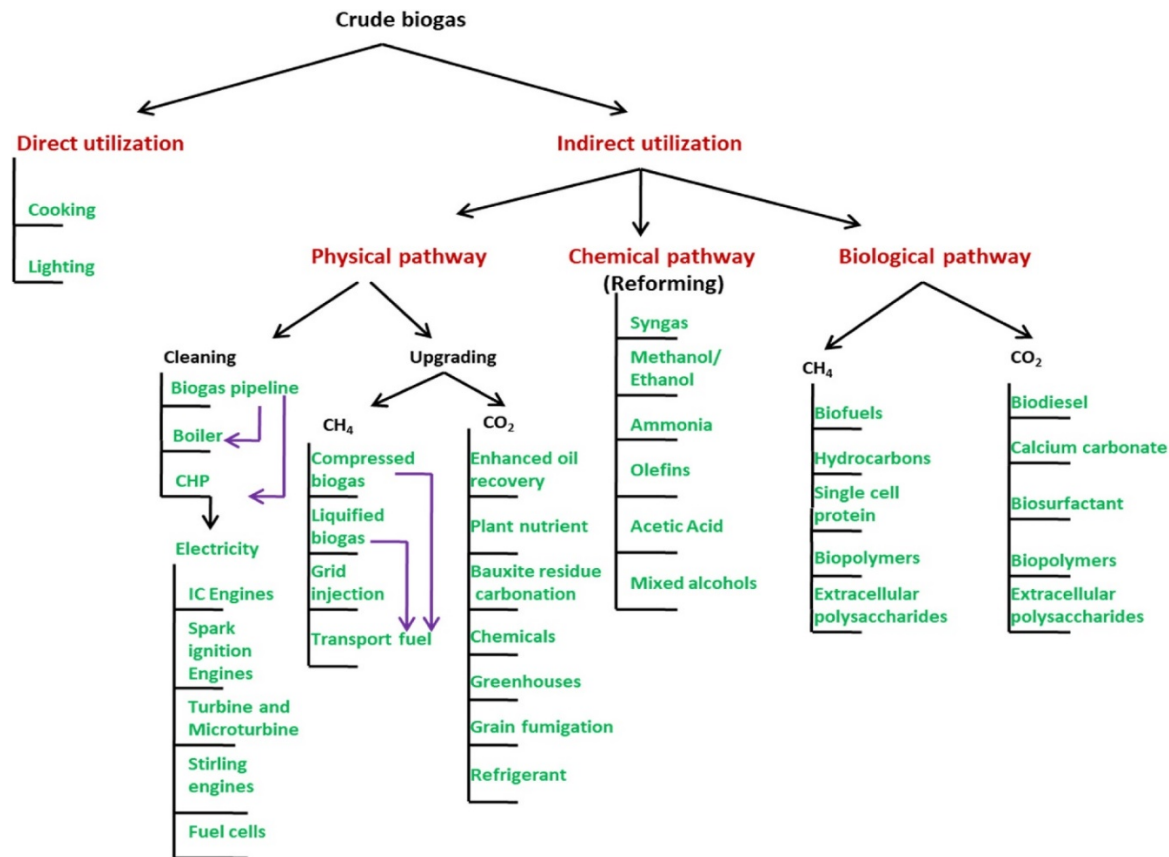 Crude biogas
Direct utilization
Cooking
Lighting
Indirect utilization
Physical pathway
Cleaning
Biogas pipeline
Boiler
CHP
Electricity
IC Engines
Spark
ignition
Engines
Turbine and
Microturbine
Stirling
engines
Fuel cells
Upgrading
CH₄
Compressed
biogas
Liquified
biogas
Grid
injection
Transport fuel
CO₂
Enhanced oil
recovery
Plant nutrient
Bauxite residue
carbonation
Chemicals
Greenhouses
Grain fumigation
Refrigerant
Chemical pathway
(Reforming)
Syngas
Methanol/
Ethanol
Ammonia
Olefins
Acetic Acid
Mixed alcohols
Biological pathway
CH₄
Biofuels
Hydrocarbons
Single cell
protein
Biopolymers
Extracellular
polysaccharides
CO₂
Biodiesel
Calcium carbonate
Biosurfactant
Biopolymers
Extracellular
polysaccharides